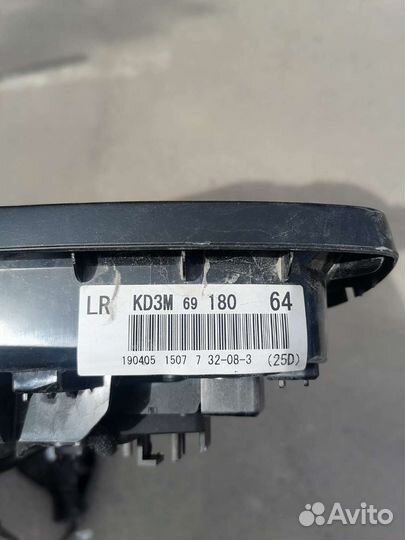 LR KD3M 69 180 64
190405 1507 7 32-08-3 (25D)
Avito